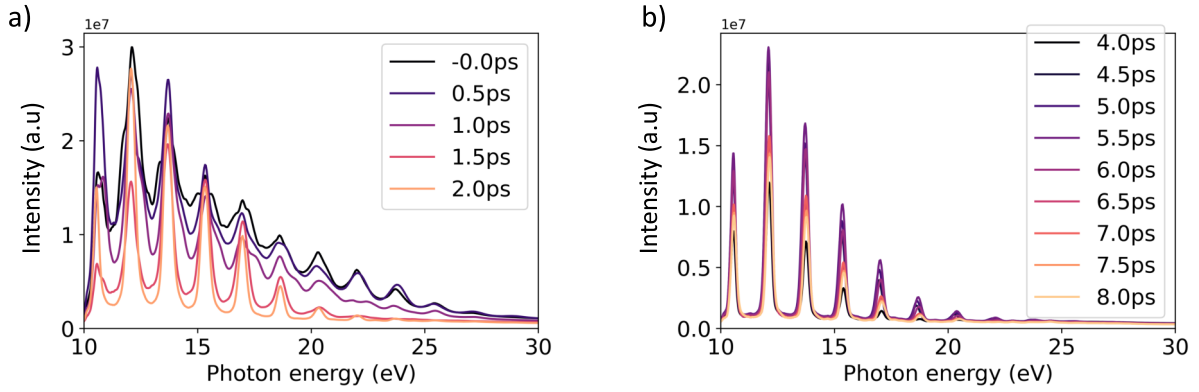 a)
1e7
3
2
1
0
Intensity (a.u)
10
15
20
25
30
Photon energy (eV)
-0.0ps
0.5ps
1.0ps
1.5ps
2.0ps
b)
1e7
2.0
1.5
1.0
0.5
0.0
Intensity (a.u)
10
15
20
25
30
Photon energy (eV)
4.0ps
4.5ps
5.0ps
5.5ps
6.0ps
6.5ps
7.0ps
7.5ps
8.0ps